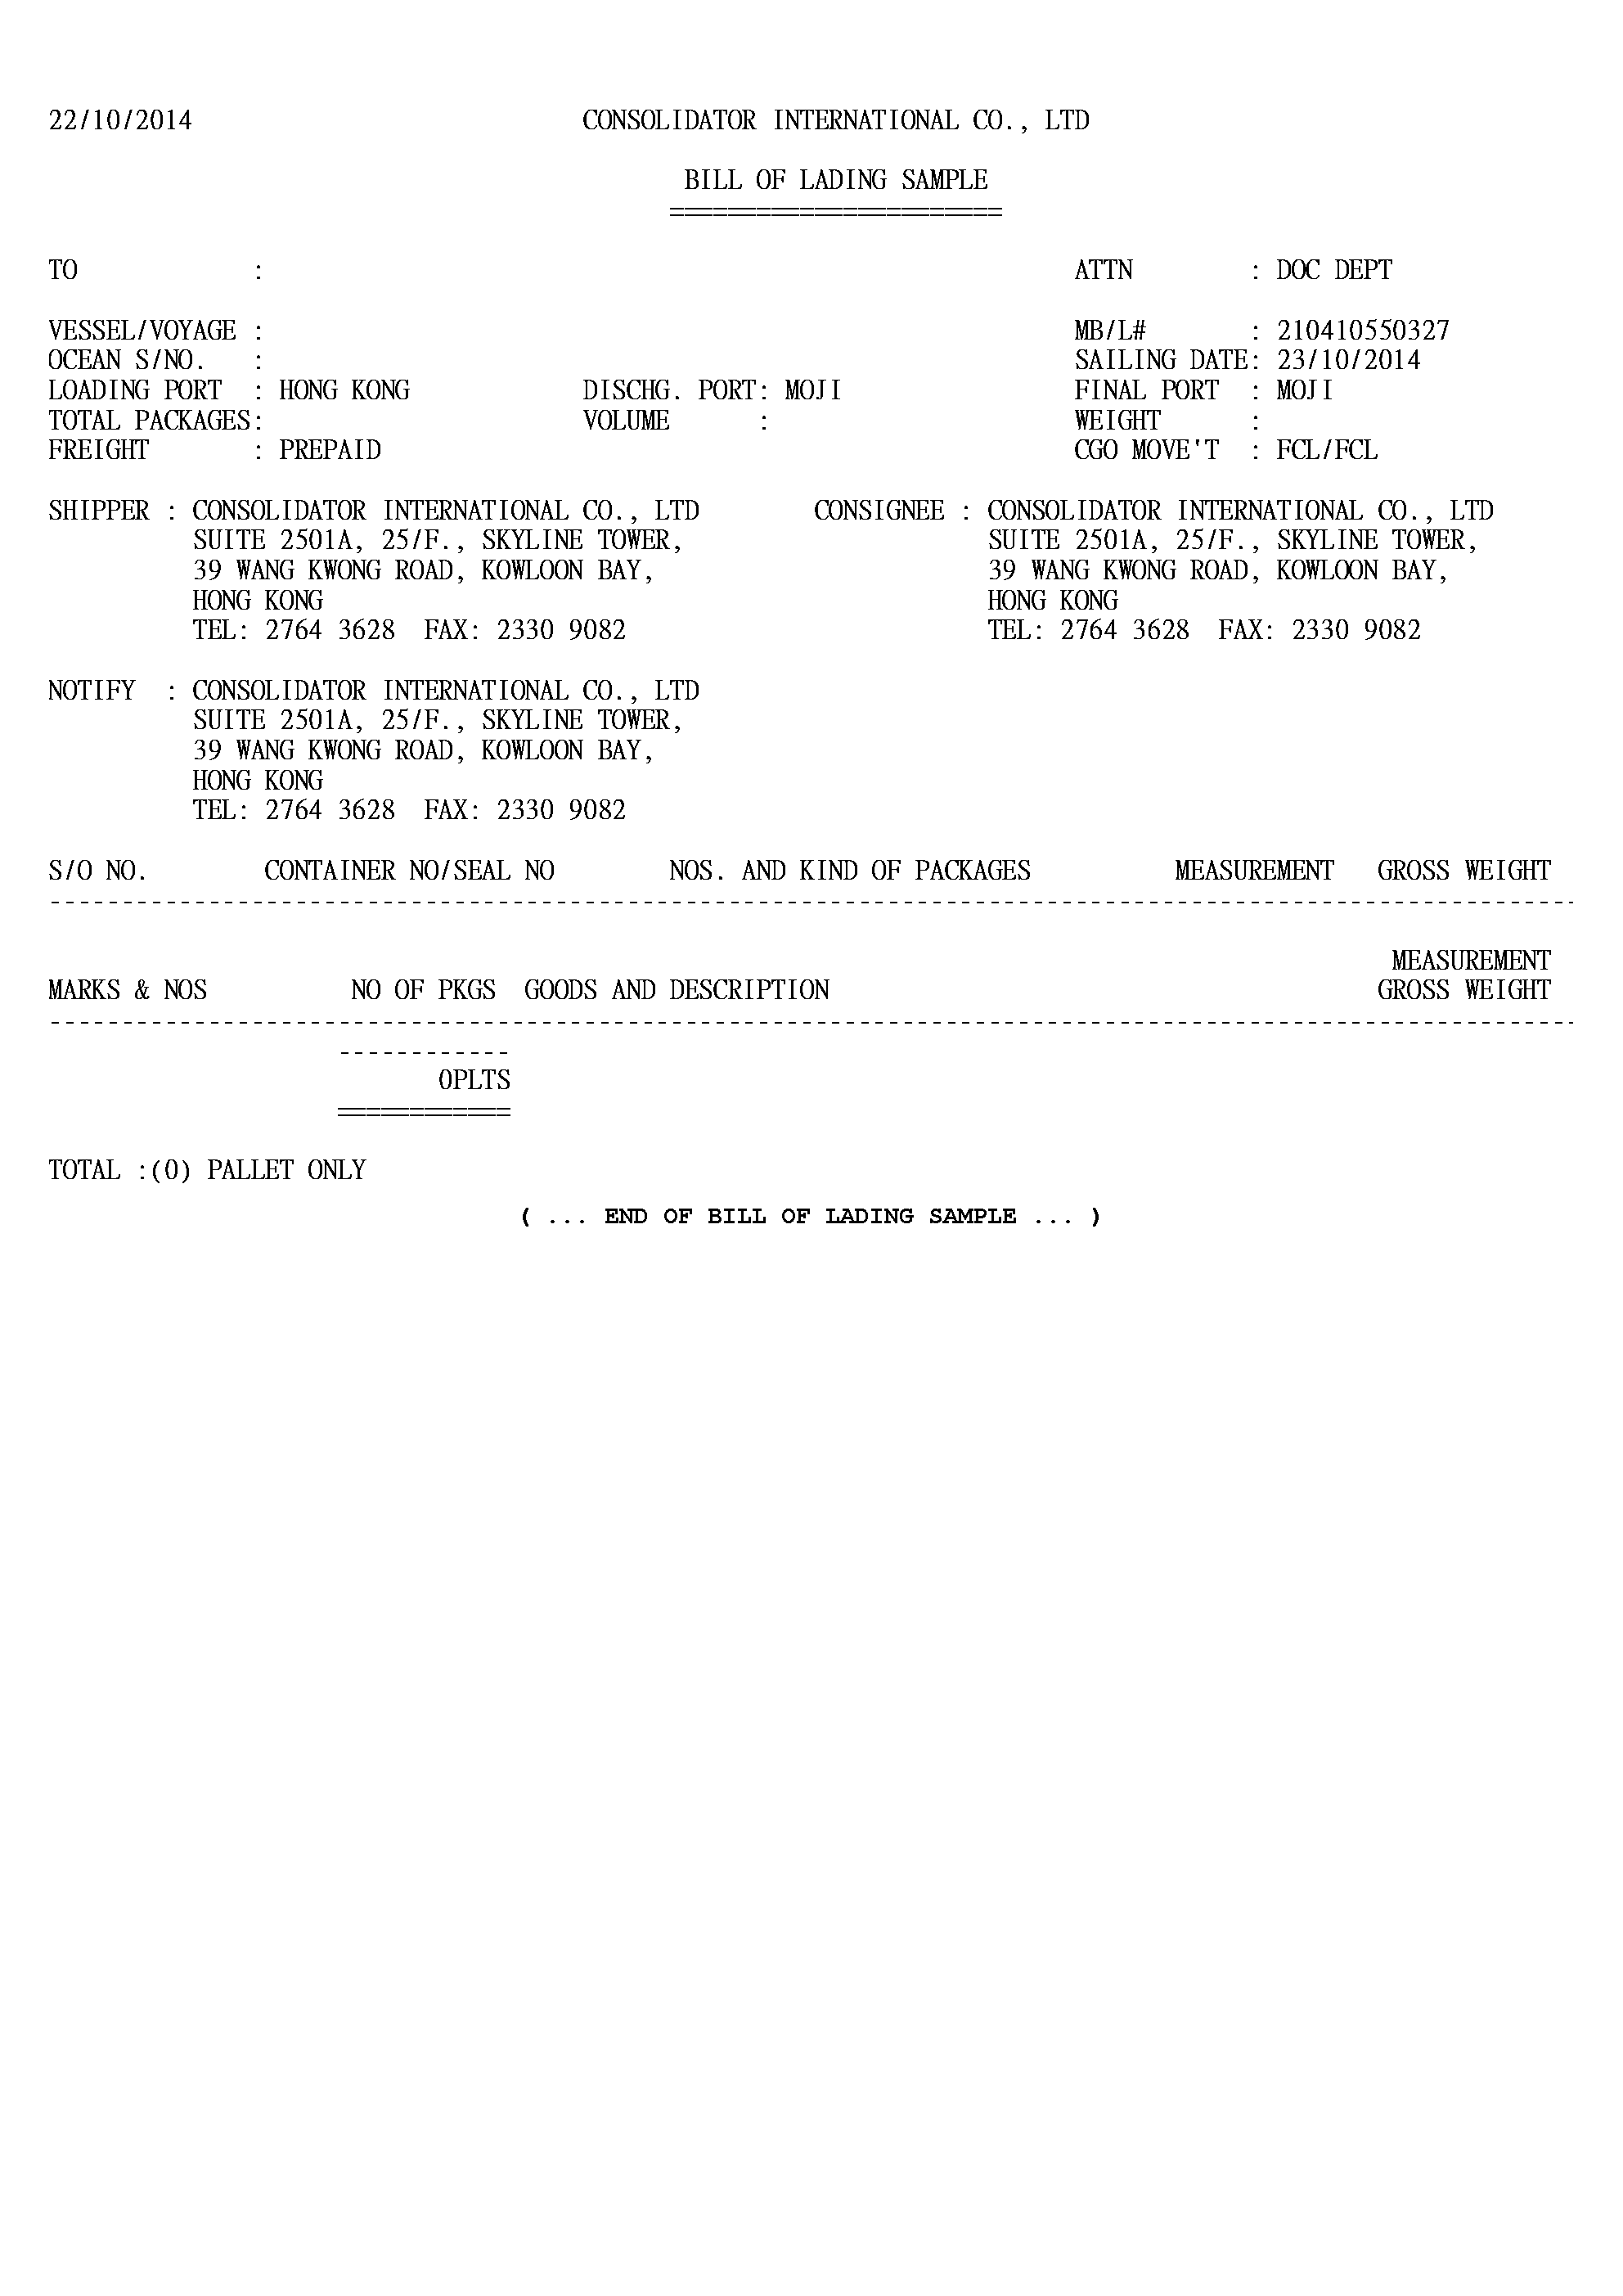 22/10/2014 CONSOLIDATOR INTERNATIONAL CO., LTD
BILL OF LADING SAMPLE
=======================
TO : ATTN : DOC DEPT
VESSEL/VOYAGE : MB/L# : 210410550327
OCEAN S/NO. : SAILING DATE: 23/10/2014
LOADING PORT : HONG KONG DISCHG. PORT: MOJI FINAL PORT : MOJI
TOTAL PACKAGES: VOLUME : WEIGHT :
FREIGHT : PREPAID CGO MOVE'T : FCL/FCL
SHIPPER : CONSOLIDATOR INTERNATIONAL CO., LTD CONSIGNEE : CONSOLIDATOR INTERNATIONAL CO., LTD
SUITE 2501A, 25/F., SKYLINE TOWER, SUITE 2501A, 25/F., SKYLINE TOWER,
39 WANG KWONG ROAD, KOWLOON BAY, 39 WANG KWONG ROAD, KOWLOON BAY,
HONG KONG HONG KONG
TEL: 2764 3628 FAX: 2330 9082 TEL: 2764 3628 FAX: 2330 9082
NOTIFY : CONSOLIDATOR INTERNATIONAL CO., LTD
SUITE 2501A, 25/F., SKYLINE TOWER,
39 WANG KWONG ROAD, KOWLOON BAY,
HONG KONG
TEL: 2764 3628 FAX: 2330 9082
S/O NO. CONTAINER NO/SEAL NO NOS. AND KIND OF PACKAGES MEASUREMENT GROSS WEIGHT
----------------------------------------------------------------------------------------------------------
MEASUREMENT
MARKS & NOS NO OF PKGS GOODS AND DESCRIPTION GROSS WEIGHT
----------------------------------------------------------------------------------------------------------
------------
0PLTS
============
TOTAL :(0) PALLET ONLY
( ... END OF BILL OF LADING SAMPLE ... )